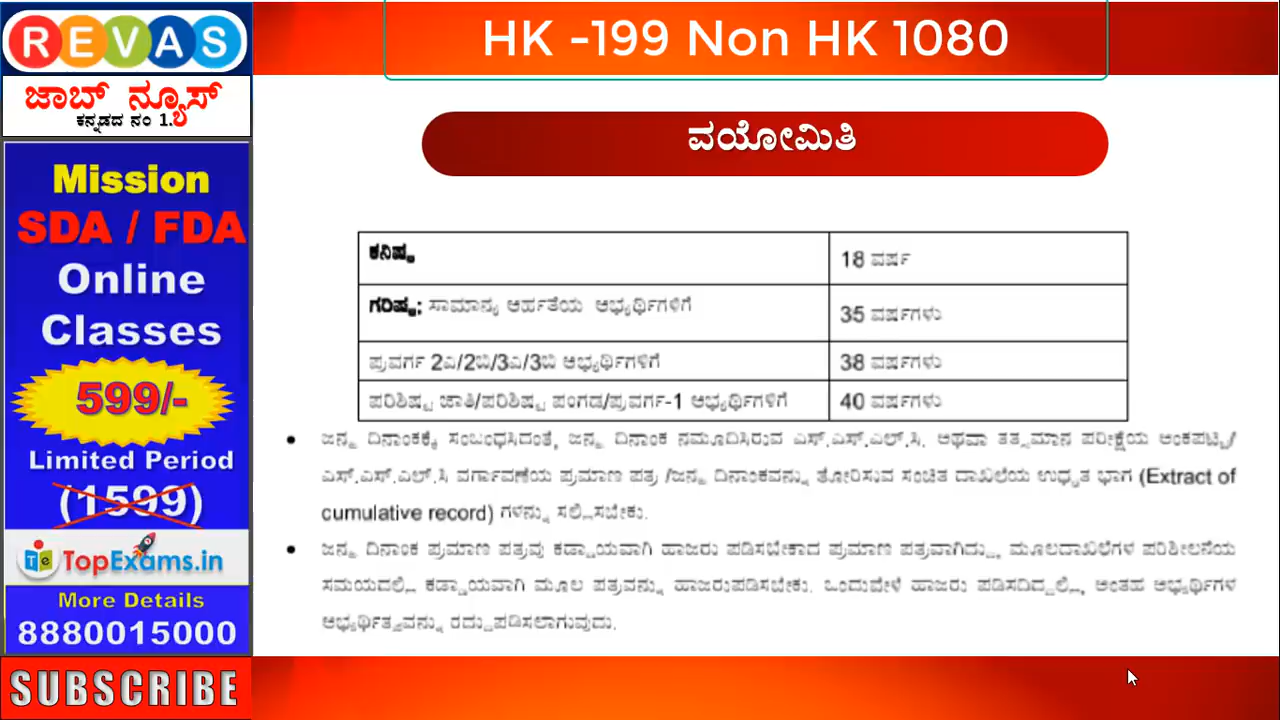 REVAS
ಜಾಬ್ ನ್ಯೂಸ್
ಕನ್ನಡದ ನಂ 1.
Mission
SDA / FDA
Online
Classes
599/-
Limited Period
(1599)
Te TopExams.in
More Details
8880015000
SUBSCRIBE
HK -199 Non HK 1080
ವಯೋಮಿತಿ
ಕನಿಷ್ಠ 18 ವರ್ಷ
ಗರಿಷ್ಠ: ಸಾಮಾನ್ಯ ಅರ್ಹತೆಯ ಅಭ್ಯರ್ಥಿಗಳಿಗೆ 35 ವರ್ಷಗಳು
ಪ್ರವರ್ಗ 2ಎ/2ಬಿ/3ಎ/3ಬಿ ಅಭ್ಯರ್ಥಿಗಳಿಗೆ 38 ವರ್ಷಗಳು
ಪರಿಶಿಷ್ಟ ಜಾತಿ/ಪರಿಶಿಷ್ಟ ಪಂಗಡ/ಪ್ರವರ್ಗ-1 ಅಭ್ಯರ್ಥಿಗಳಿಗೆ 40 ವರ್ಷಗಳು
• ಜನ್ಮ ದಿನಾಂಕಕ್ಕೆ ಸಂಬಂಧಿಸಿದಂತೆ, ಜನ್ಮ ದಿನಾಂಕ ನಮೂದಿಸಿರುವ ಎಸ್.ಎಸ್.ಎಲ್.ಸಿ. ಅಥವಾ ತತ್ಸಮಾನ ಪರೀಕ್ಷೆಯ ಅಂಕಪಟ್ಟಿ/
ಎಸ್.ಎಸ್.ಎಲ್.ಸಿ ವರ್ಗಾವಣೆಯ ಪ್ರಮಾಣ ಪತ್ರ /ಜನ್ಮ ದಿನಾಂಕವನ್ನು ತೋರಿಸುವ ಸಂಚಿತ ದಾಖಲೆಯ ಉಧೃತ ಭಾಗ (Extract of
cumulative record) ಗಳನ್ನು ಸಲ್ಲಿಸಬೇಕು.
• ಜನ್ಮ ದಿನಾಂಕ ಪ್ರಮಾಣ ಪತ್ರವು ಕಡ್ಡಾಯವಾಗಿ ಹಾಜರು ಪಡಿಸಬೇಕಾದ ಪ್ರಮಾಣ ಪತ್ರವಾಗಿದ್ದು, ಮೂಲದಾಖಲೆಗಳ ಪರಿಶೀಲನೆಯ
ಸಮಯದಲ್ಲಿ ಕಡ್ಡಾಯವಾಗಿ ಮೂಲ ಪತ್ರವನ್ನು ಹಾಜರುಪಡಿಸಬೇಕು. ಒಂದುವೇಳೆ ಹಾಜರು ಪಡಿಸದಿದ್ದಲ್ಲಿ, ಅಂತಹ ಅಭ್ಯರ್ಥಿಗಳ
ಅಭ್ಯರ್ಥಿತ್ವವನ್ನು ರದ್ದುಪಡಿಸಲಾಗುವುದು.